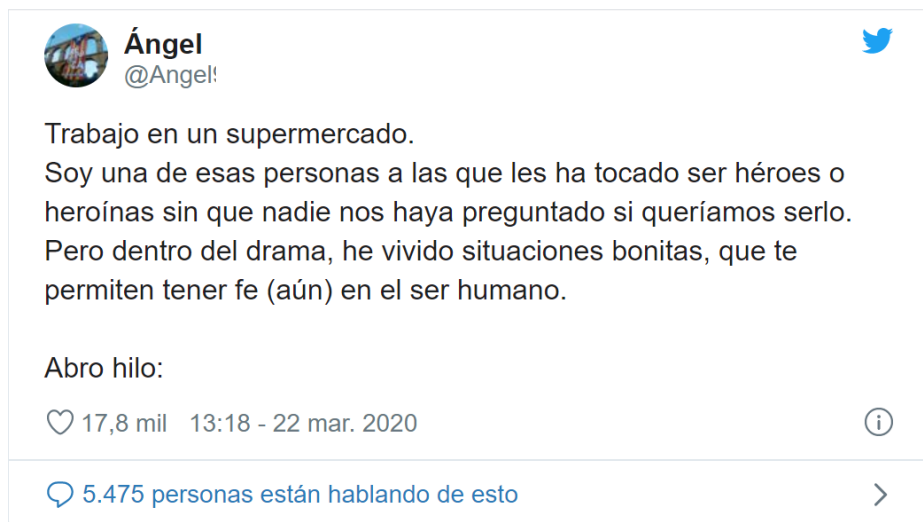 Ángel
@Angel
Trabajo en un supermercado.
Soy una de esas personas a las que les ha tocado ser héroes o
heroínas sin que nadie nos haya preguntado si queríamos serlo.
Pero dentro del drama, he vivido situaciones bonitas, que te
permiten tener fe (aún) en el ser humano.
Abro hilo:
17,8 mil 13:18 - 22 mar. 2020
5.475 personas están hablando de esto